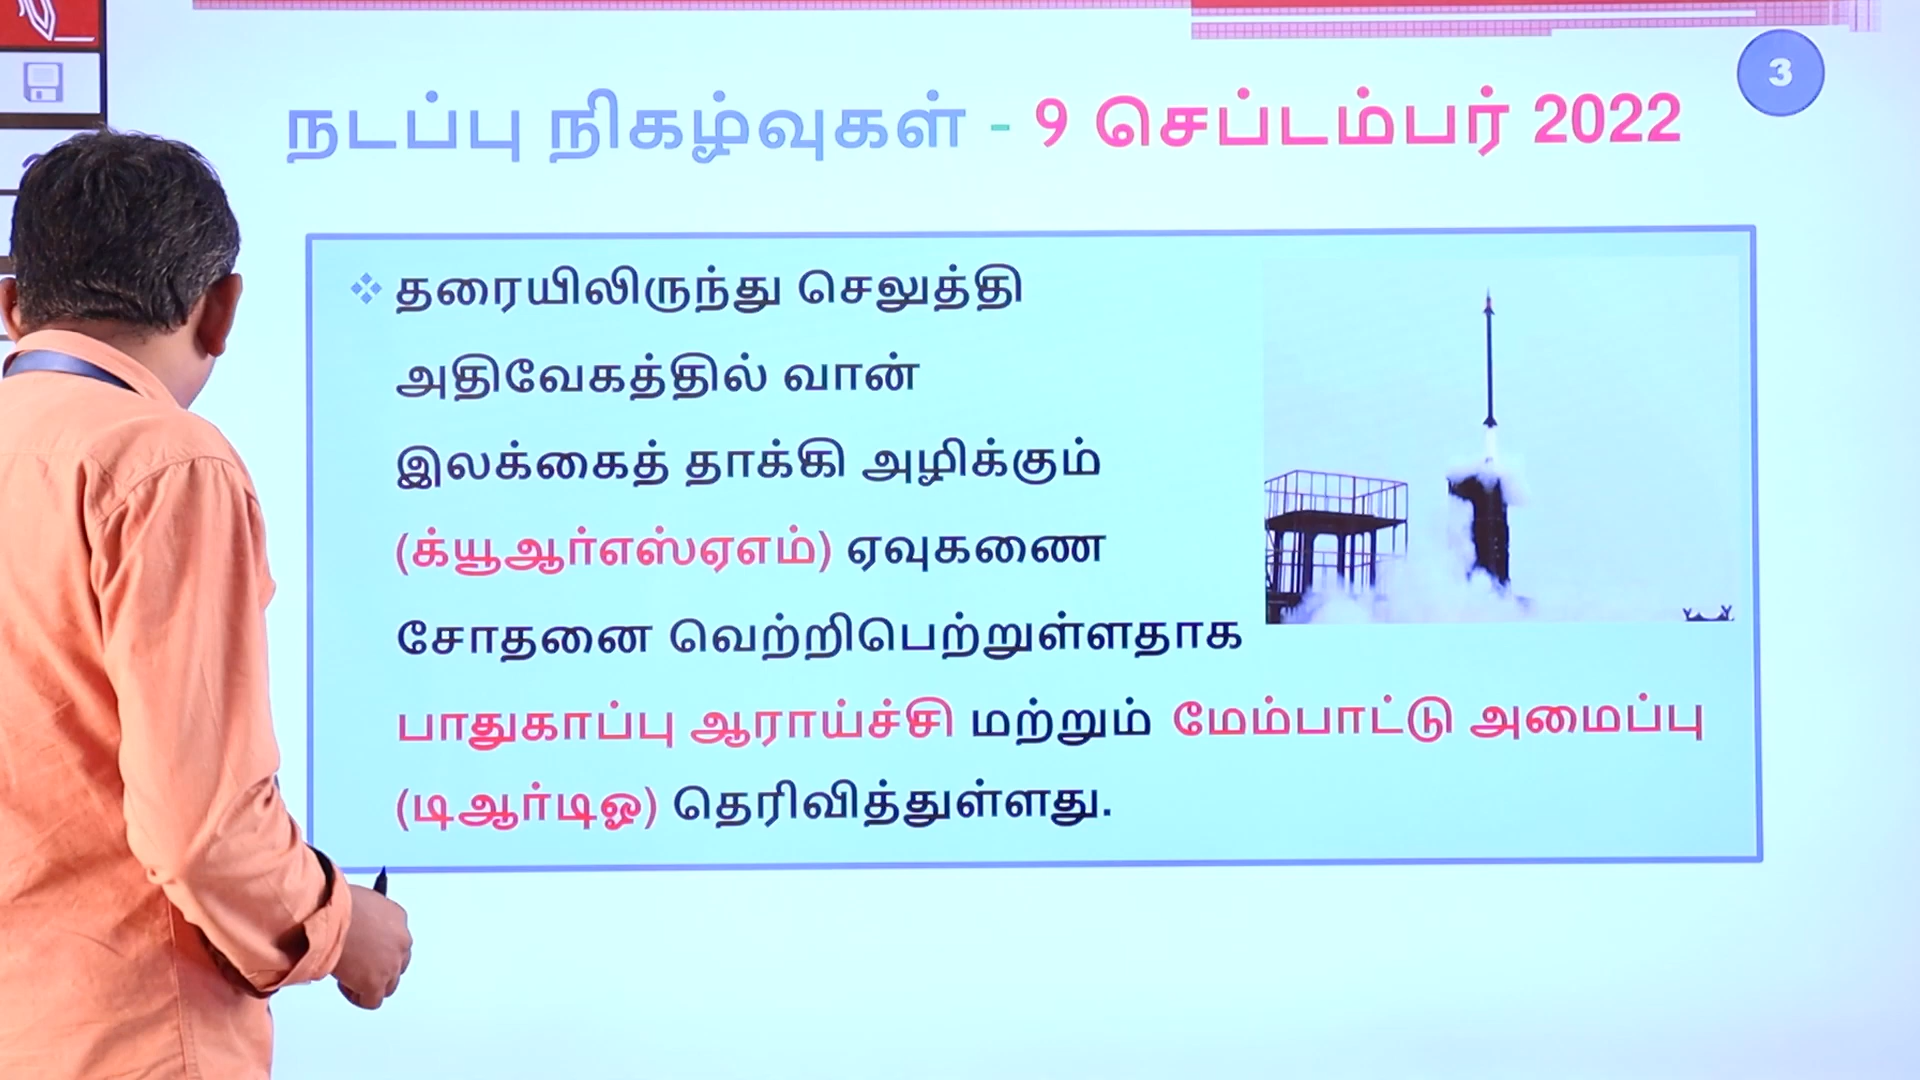 3
நடப்பு நிகழ்வுகள் - 9 செப்டம்பர் 2022
தரையிலிருந்து செலுத்தி
அதிவேகத்தில் வான்
இலக்கைத் தாக்கி அழிக்கும்
(க்யூஆர்எஸ்ஏஎம்) ஏவுகணை
சோதனை வெற்றிபெற்றுள்ளதாக
பாதுகாப்பு ஆராய்ச்சி மற்றும் மேம்பாட்டு அமைப்பு
(டிஆர்டிஓ) தெரிவித்துள்ளது.